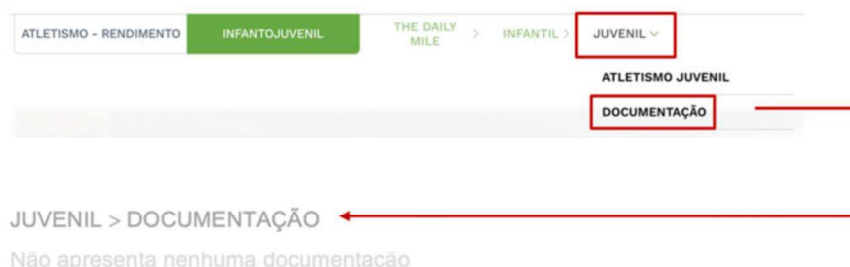 ATLETISMO - RENDIMENTO INFANTOJUVENIL THE DAILY MILE > INFANTIL > JUVENIL
ATLETISMO JUVENIL
DOCUMENTAÇÃO
JUVENIL > DOCUMENTAÇÃO
Não apresenta nenhuma documentação